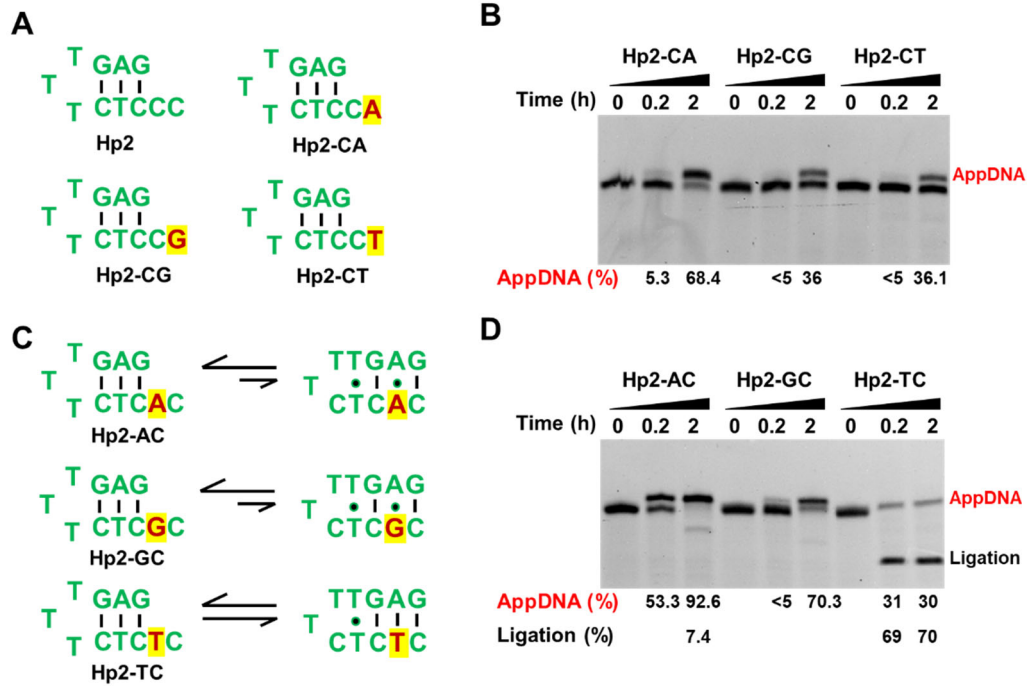 A
T GAG
T
T CTCCC
Hp2
T GAG
T
T CTCCA
Hp2-CA
T GAG
T
T CTCCG
Hp2-CG
T GAG
T
T CTCCT
Hp2-CT
B
Hp2-CA Hp2-CG Hp2-CT
Time (h) 0 0.2 2 0 0.2 2 0 0.2 2
AppDNA
AppDNA (%) 5.3 68.4 <5 36 <5 36.1
C
T GAG
T
T CTCAC
Hp2-AC
TTGAG
T
CTCAC
T GAG
T
T CTCGC
Hp2-GC
TTGAG
T
CTCGC
T GAG
T
T CTCTC
Hp2-TC
TTGAG
T
CTCTC
D
Hp2-AC Hp2-GC Hp2-TC
Time (h) 0 0.2 2 0 0.2 2 0 0.2 2
AppDNA
Ligation
AppDNA (%) 53.3 92.6 <5 70.3 31 30
Ligation (%) 7.4 69 70